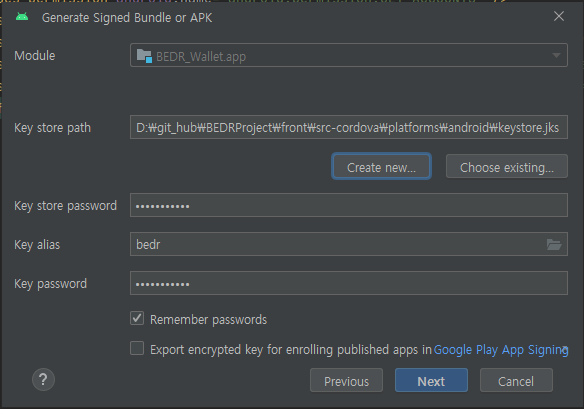 Generate Signed Bundle or APK
Module
BEDR_Wallet.app
Key store path
D:₩git_hub₩BEDRProject₩front₩src-cordova₩platforms₩android₩keystore.jks
Create new...
Choose existing...
Key store password
•••••••••••
Key alias
bedr
Key password
•••••••••••
Remember passwords
Export encrypted key for enrolling published apps in Google Play App Signing
?
Previous
Next
Cancel